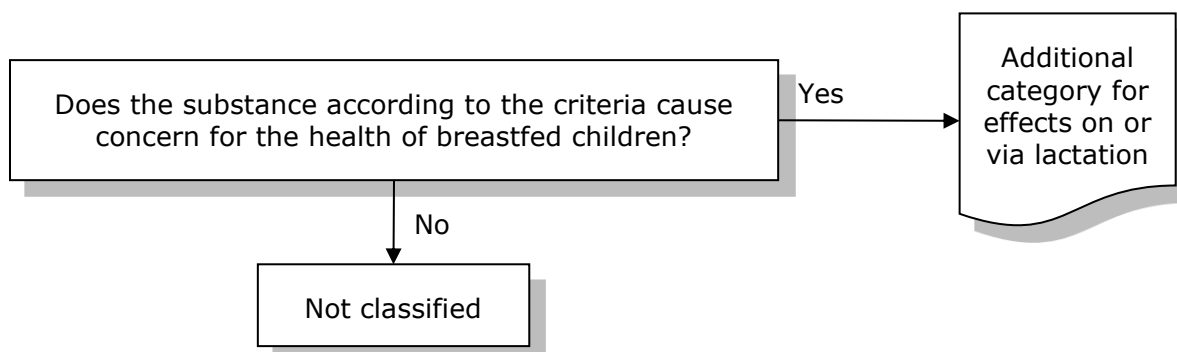 Does the substance according to the criteria cause
concern for the health of breastfed children?
Yes
Additional
category for
effects on or
via lactation
No
Not classified